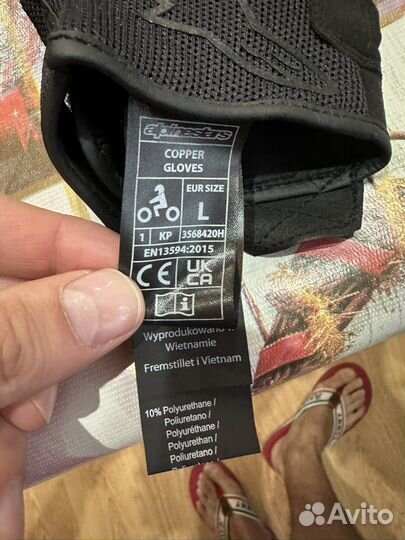 alpinestars
COPPER
GLOVES
EUR SIZE
L
1 KP 3568420H
EN13594:2015
CE UK
CA
i
Wyprodukowano w
Wietnamie
Fremstillet i Vietnam
10% Polyurethane /
Poliuretano /
Polyuréthane /
Polyurethan /
Poliuretano /
Avito